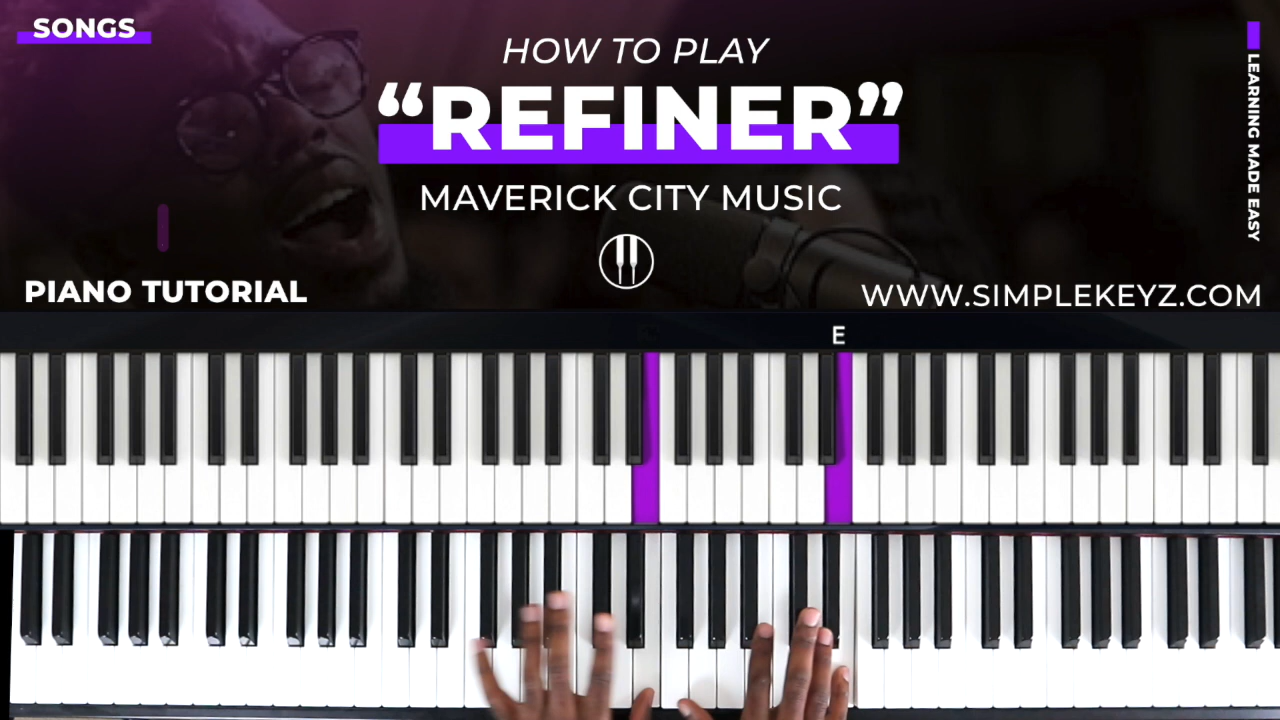 SONGS
HOW TO PLAY
“REFINER”
MAVERICK CITY MUSIC
LEARNING MADE EASY
PIANO TUTORIAL
WWW.SIMPLEKEYZ.COM
E